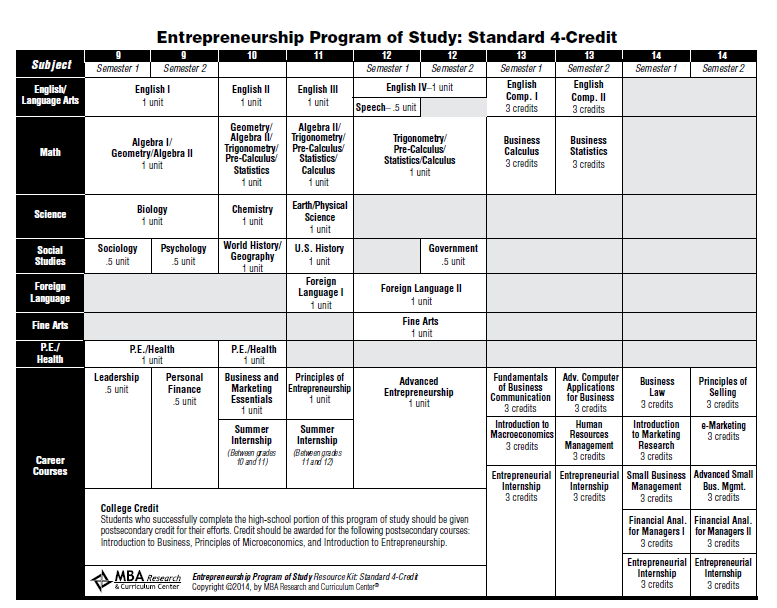 Entrepreneurship Program of Study: Standard 4-Credit
Subject
9
9
10
11
12
12
13
13
14
14
Semester 1
Semester 2
Semester 1
Semester 2
Semester 1
Semester 2
Semester 1
Semester 2
English/
Language Arts
English I
1 unit
English II
1 unit
English III
1 unit
English IV–1 unit
Speech– .5 unit
English
Comp. I
3 credits
English
Comp. II
3 credits
Math
Algebra I/
Geometry/Algebra II
1 unit
Geometry/
Algebra II/
Trigonometry/
Pre-Calculus/
Statistics
1 unit
Algebra II/
Trigonometry/
Pre-Calculus/
Statistics/
Calculus
1 unit
Trigonometry/
Pre-Calculus/
Statistics/Calculus
1 unit
Business
Calculus
3 credits
Business
Statistics
3 credits
Science
Biology
1 unit
Chemistry
1 unit
Earth/Physical
Science
1 unit
Social
Studies
Sociology
.5 unit
Psychology
.5 unit
World History/
Geography
1 unit
U.S. History
1 unit
Government
.5 unit
Foreign
Language
Foreign
Language I
1 unit
Foreign Language II
1 unit
Fine Arts
Fine Arts
1 unit
P.E./
Health
P.E./Health
1 unit
P.E./Health
1 unit
Career
Courses
Leadership
.5 unit
Personal
Finance
.5 unit
Business and
Marketing
Essentials
1 unit
Principles of
Entrepreneurship
1 unit
Advanced
Entrepreneurship
1 unit
Fundamentals
of Business
Communication
3 credits
Adv. Computer
Applications
for Business
3 credits
Business
Law
3 credits
Principles of
Selling
3 credits
Summer
Internship
(Between grades
10 and 11)
Summer
Internship
(Between grades
11 and 12)
Introduction to
Macroeconomics
3 credits
Human
Resources
Management
3 credits
Introduction
to Marketing
Research
3 credits
e-Marketing
3 credits
Entrepreneurial
Internship
3 credits
Entrepreneurial
Internship
3 credits
Small Business
Management
3 credits
Advanced Small
Bus. Mgmt.
3 credits
Financial Anal.
for Managers I
3 credits
Financial Anal.
for Managers II
3 credits
Entrepreneurial
Internship
3 credits
Entrepreneurial
Internship
3 credits
College Credit
Students who successfully complete the high-school portion of this program of study should be given
postsecondary credit for their efforts. Credit should be awarded for the following postsecondary courses:
Introduction to Business, Principles of Microeconomics, and Introduction to Entrepreneurship.
MBA Research
& Curriculum Center
Entrepreneurship Program of Study Resource Kit: Standard 4-Credit
Copyright ©2014, by MBA Research and Curriculum Center®